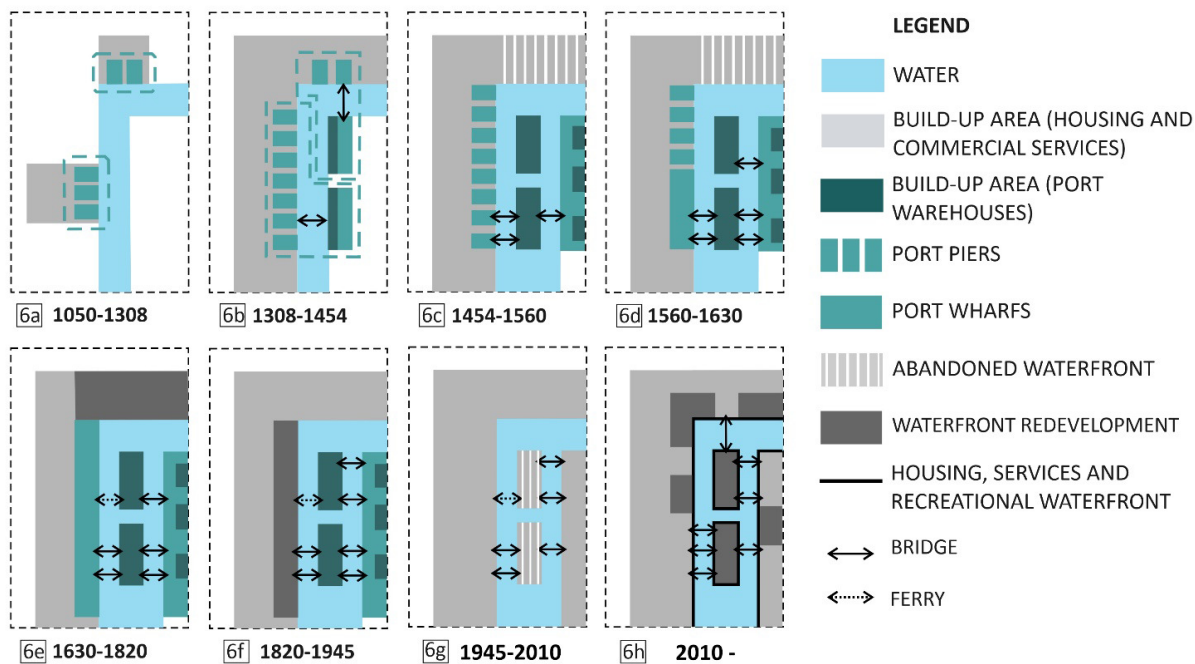 6a 1050-1308
6b 1308-1454
6c 1454-1560
6d 1560-1630
6e 1630-1820
6f 1820-1945
6g 1945-2010
6h 2010 -
LEGEND
WATER
BUILD-UP AREA (HOUSING AND
COMMERCIAL SERVICES)
BUILD-UP AREA (PORT
WAREHOUSES)
PORT PIERS
PORT WHARFS
ABANDONED WATERFRONT
WATERFRONT REDEVELOPMENT
HOUSING, SERVICES AND
RECREATIONAL WATERFRONT
BRIDGE
FERRY